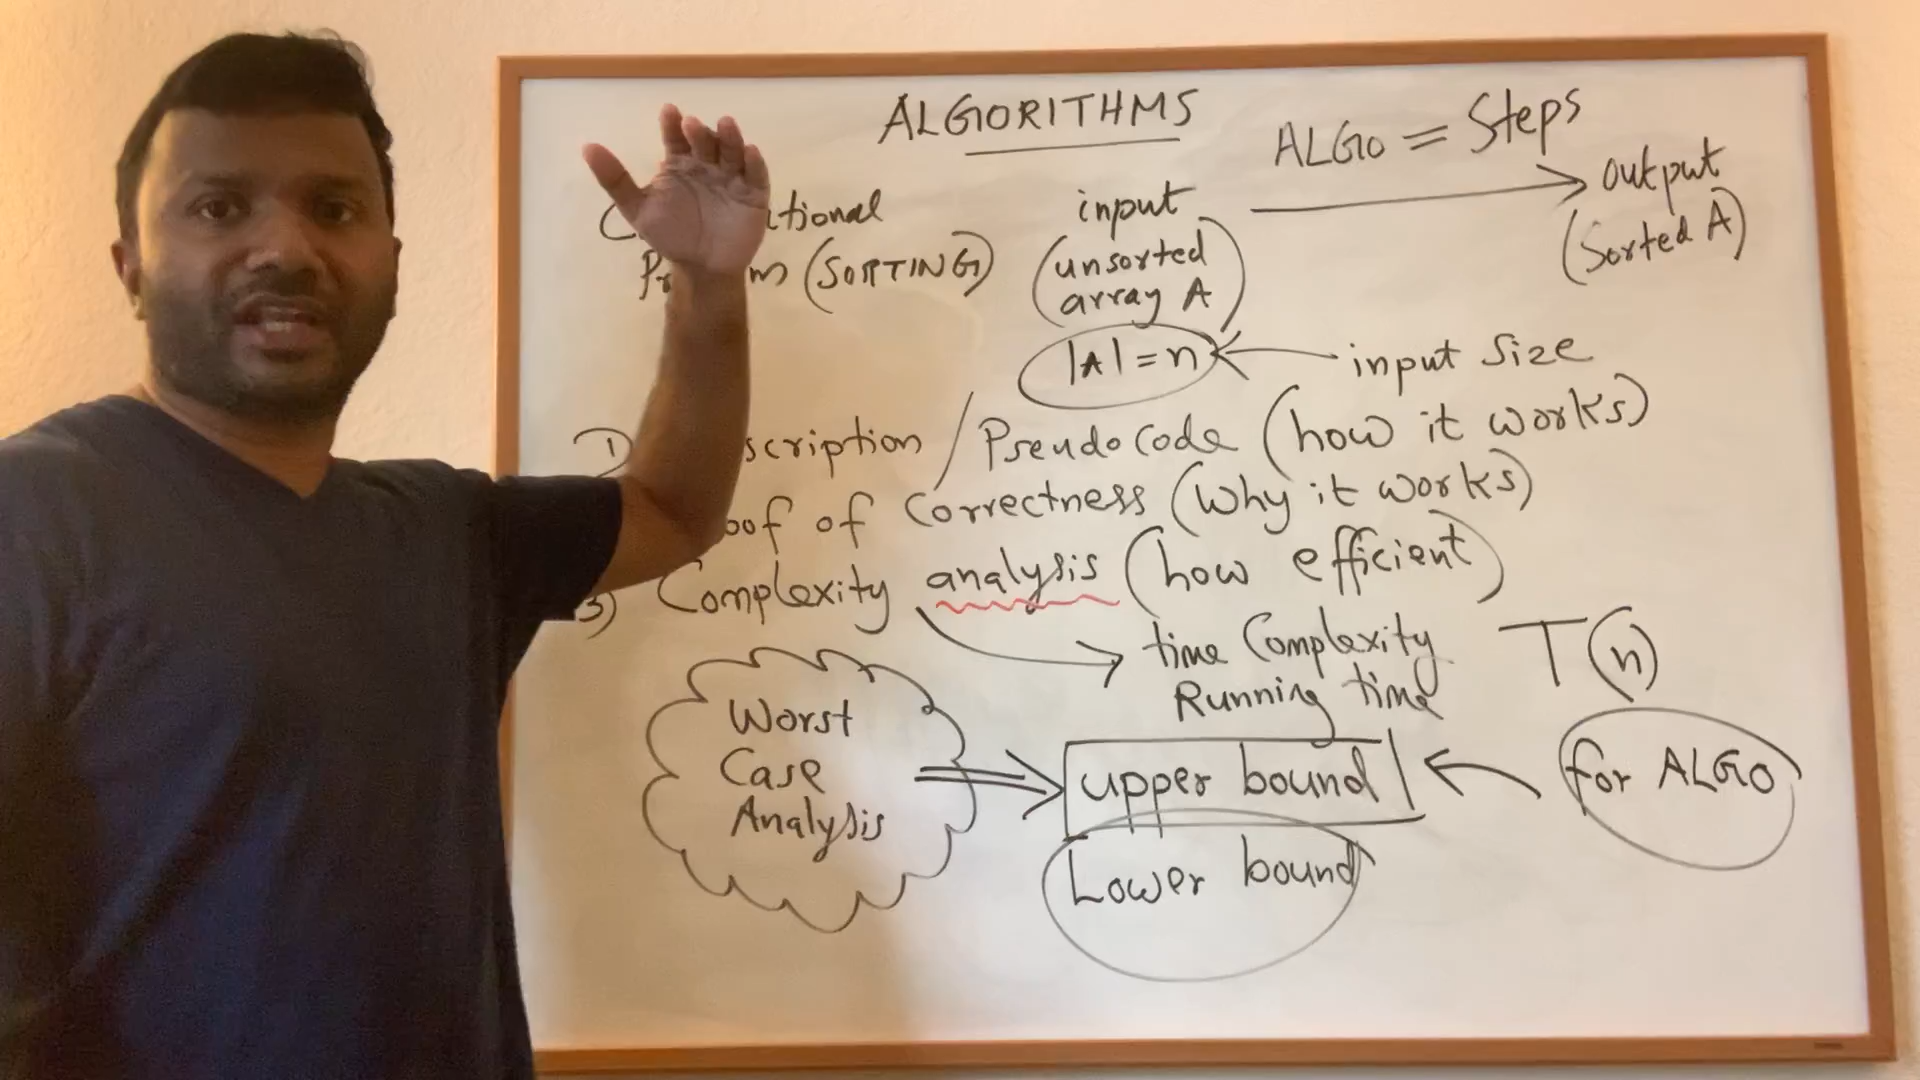 ALGORITHMS
ALGO = Steps
tional input output
m (SORTING) (unsorted array A) (Sorted A)
|A| = n input size
1) scription / Pseudocode (how it works)
oof of Correctness (why it works)
3) Complexity analysis (how efficient)
time Complexity T(n)
Running time
Worst
Case
Analysis
upper bound
for ALGO
Lower bound